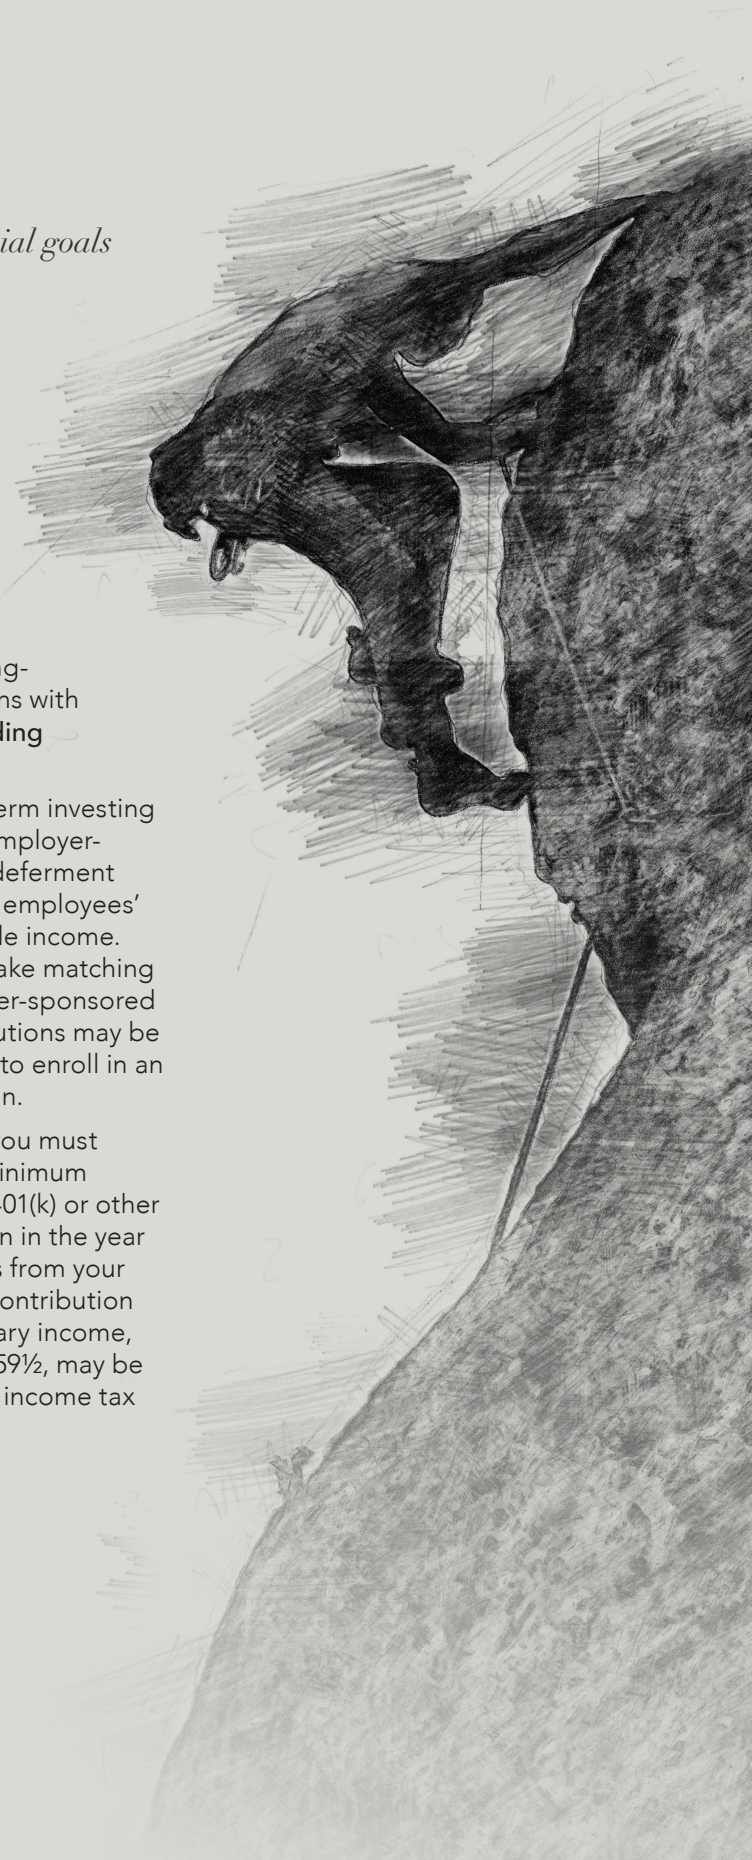 ial goals
ng-
ns with
ding
erm investing
mployer-
deferment
employees’
le income.
ake matching
er-sponsored
utions may be
to enroll in an
n.
you must
inimum
401(k) or other
n in the year
s from your
ontribution
ary income,
59½, may be
income tax